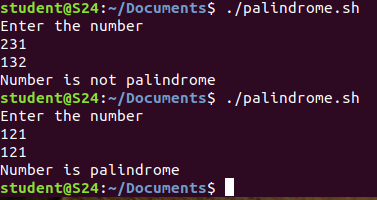 student@S24:~/Documents$ ./palindrome.sh
Enter the number
231
132
Number is not palindrome
student@S24:~/Documents$ ./palindrome.sh
Enter the number
121
121
Number is palindrome
student@S24:~/Documents$